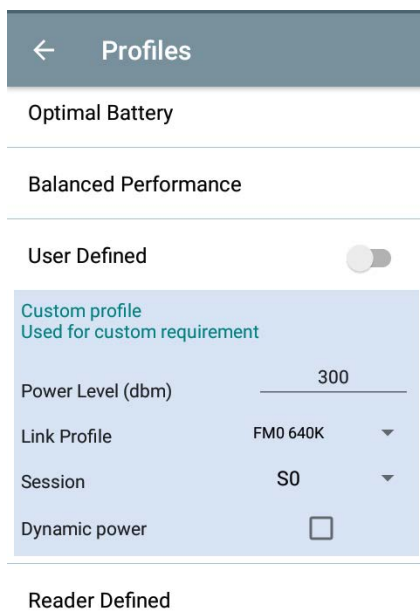 Profiles
Optimal Battery
Balanced Performance
User Defined
Custom profile
Used for custom requirement
Power Level (dbm) 300
Link Profile FM0 640K
Session S0
Dynamic power
Reader Defined